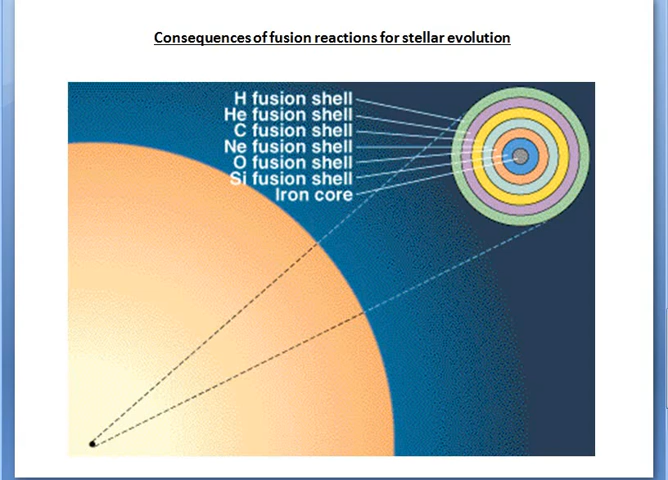 Consequences of fusion reactions for stellar evolution
H fusion shell
He fusion shell
C fusion shell
Ne fusion shell
O fusion shell
Si fusion shell
Iron core